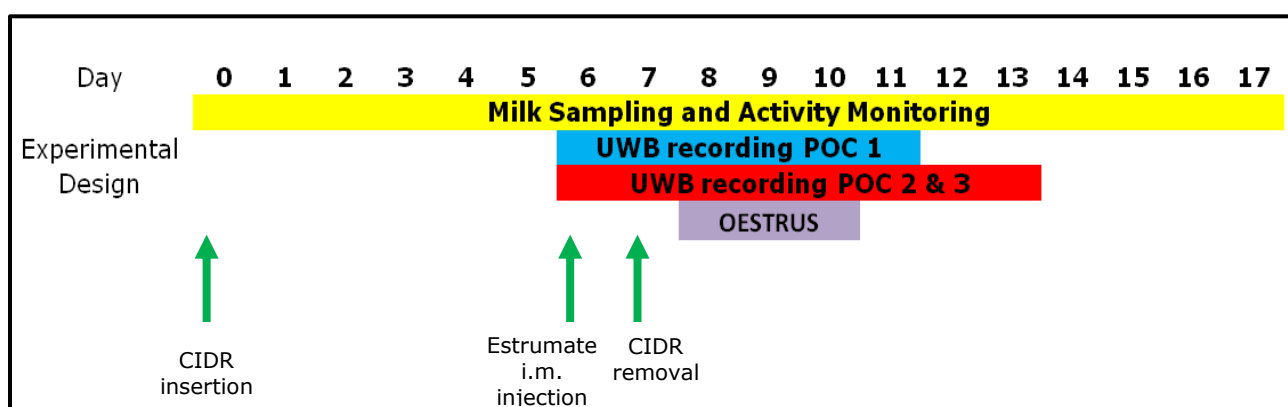 Day 0 1 2 3 4 5 6 7 8 9 10 11 12 13 14 15 16 17
Milk Sampling and Activity Monitoring
Experimental
Design
UWB recording POC 1
UWB recording POC 2 & 3
OESTRUS
CIDR
insertion
Estrumate
i.m.
injection
CIDR
removal